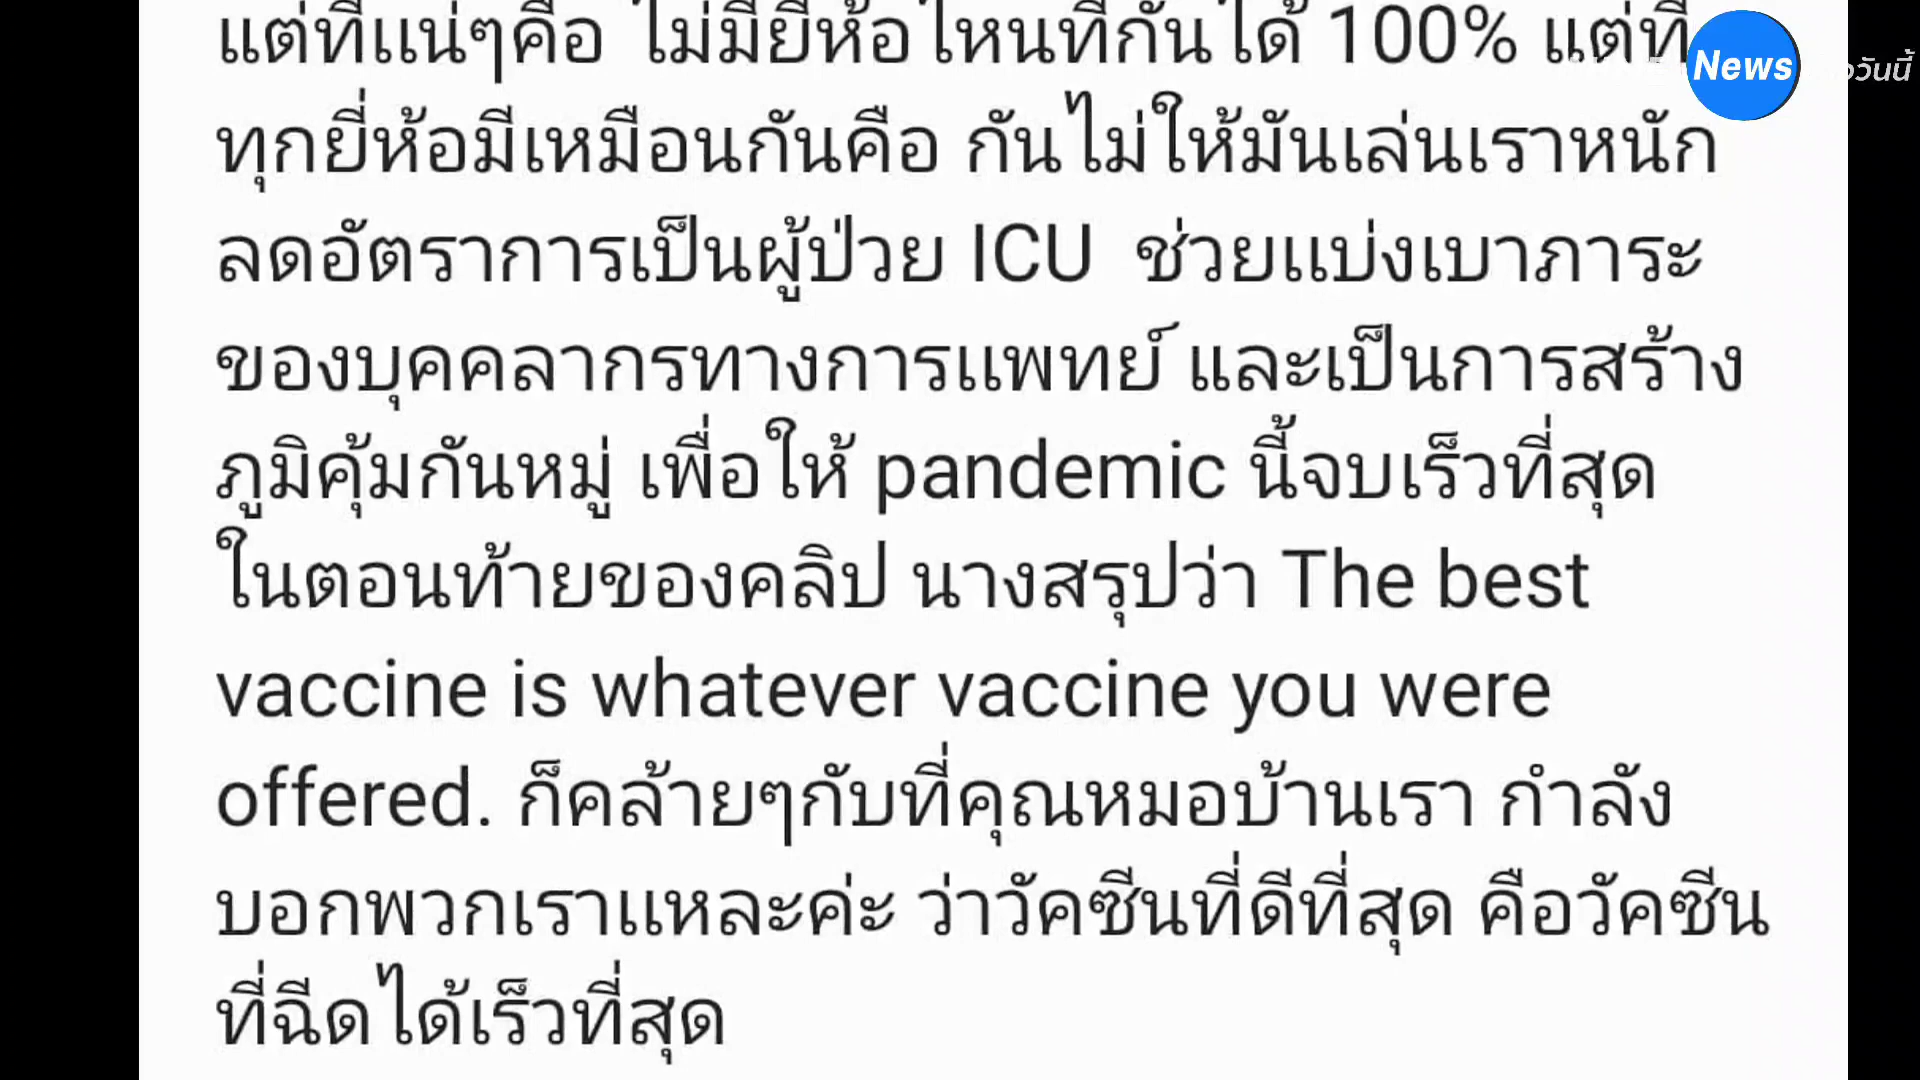 แต่ที่แน่ๆคือ ไม่มียี่ห้อไหนที่กันได้ 100% แต่ที่
News
วันนี้
ทุกยี่ห้อมีเหมือนกันคือ กันไม่ให้มันเล่นเราหนัก
ลดอัตราการเป็นผู้ป่วย ICU ช่วยแบ่งเบาภาระ
ของบุคคลากรทางการแพทย์ และเป็นการสร้าง
ภูมิคุ้มกันหมู่ เพื่อให้ pandemic นี้จบเร็วที่สุด
ในตอนท้ายของคลิป นางสรุปว่า The best
vaccine is whatever vaccine you were
offered. ก็คล้ายๆกับที่คุณหมอบ้านเรา กำลัง
บอกพวกเราแหละค่ะ ว่าวัคซีนที่ดีที่สุด คือวัคซีน
ที่ฉีดได้เร็วที่สุด